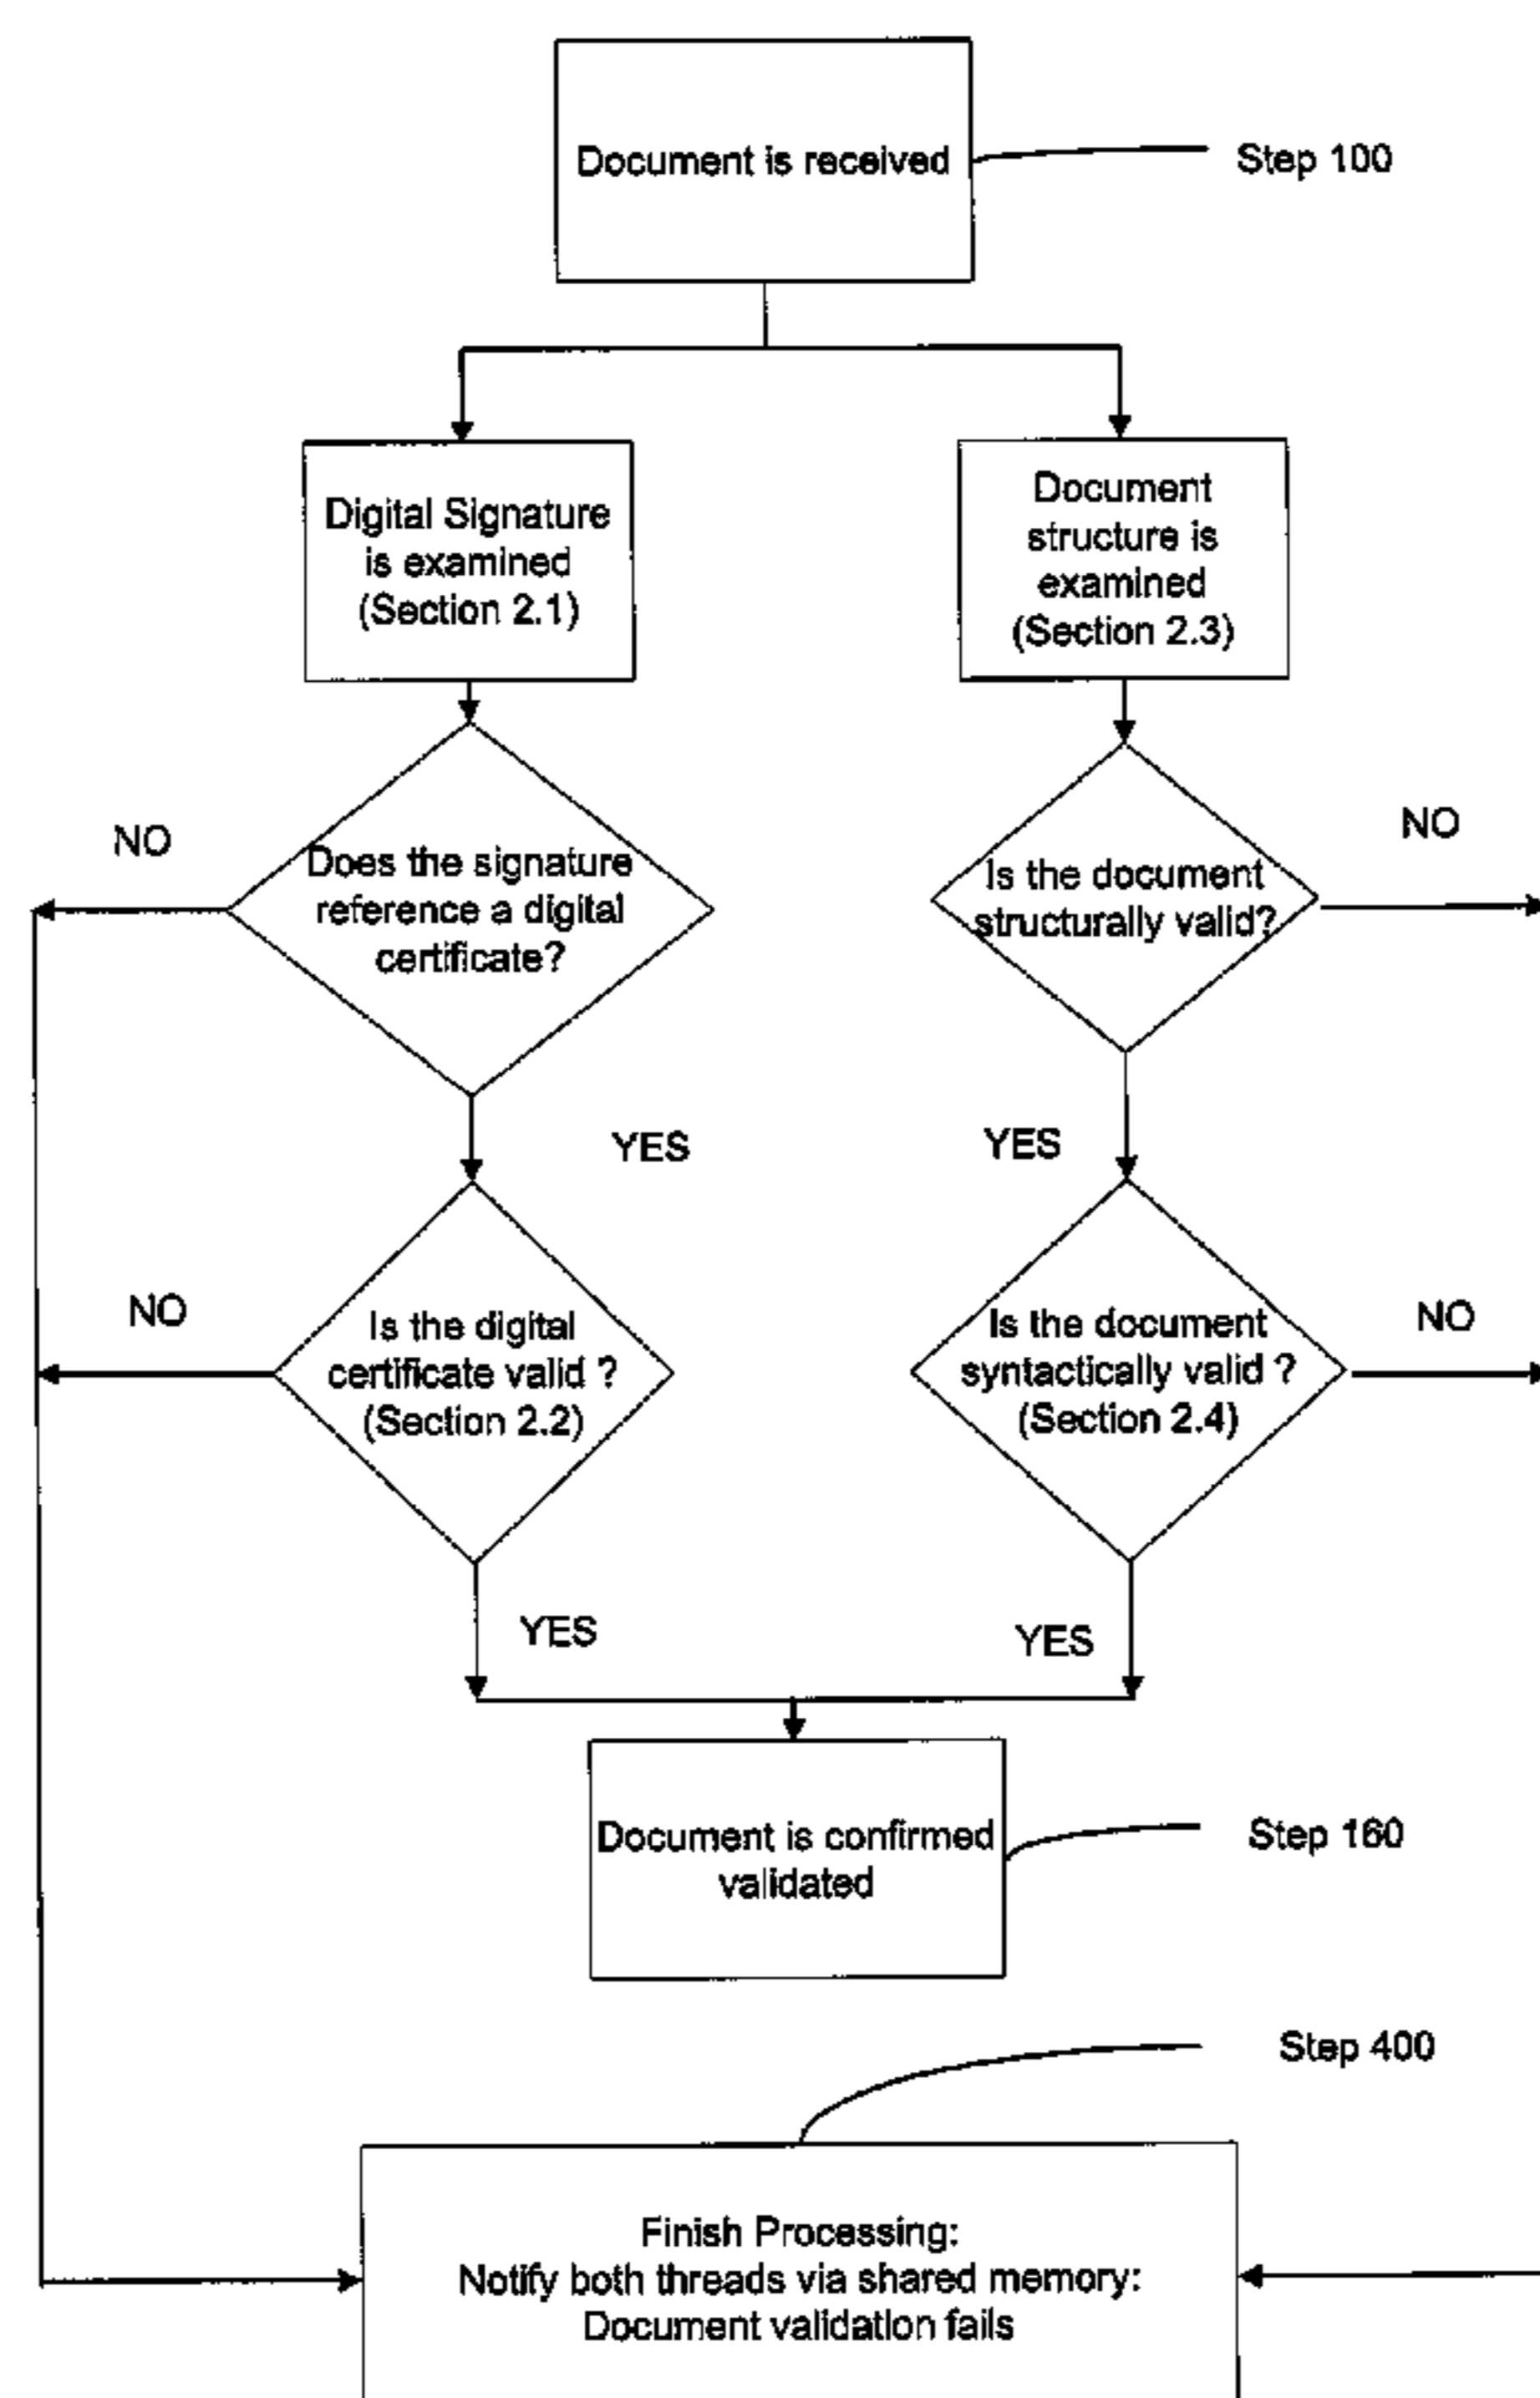 Document is received
Step 100
Digital Signature
is examined
(Section 2.1)
Document
structure is
examined
(Section 2.3)
NO
Does the signature
reference a digital
certificate?
Is the document
structurally valid?
NO
YES
YES
NO
Is the digital
certificate valid ?
(Section 2.2)
Is the document
syntactically valid ?
(Section 2.4)
NO
YES
YES
Document is confirmed
validated
Step 160
Step 400
Finish Processing:
Notify both threads via shared memory:
Document validation fails